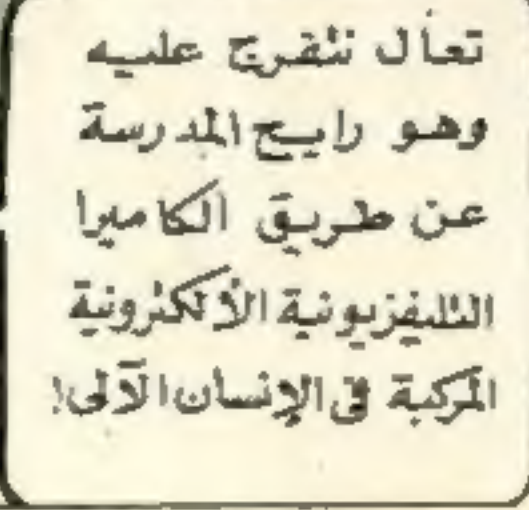 تعال نتفرج عليه
وهو رايح المدرسة
عن طريق الكاميرا
التليفزيونية الألكترونية
المركبة فى الإنسان الآلى!